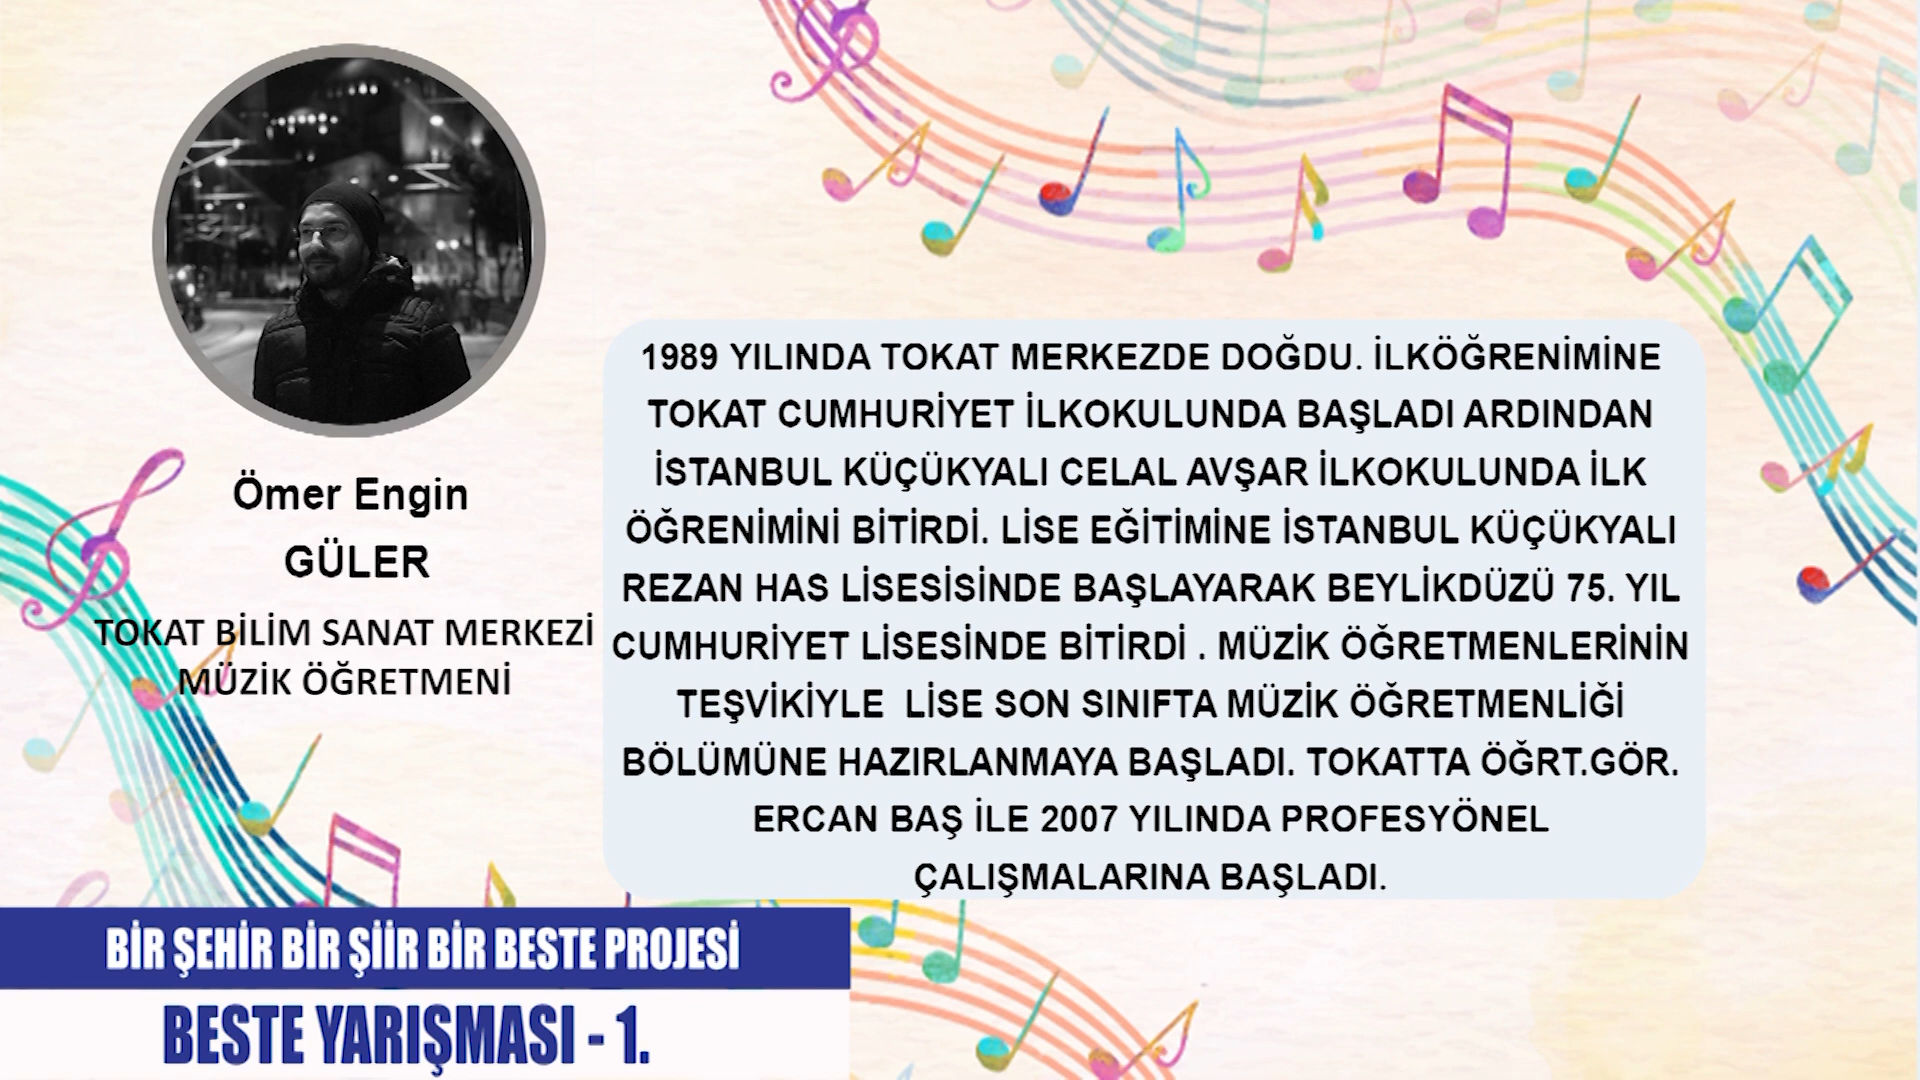 Ömer Engin
GÜLER
TOKAT BİLİM SANAT MERKEZİ
MÜZİK ÖĞRETMENİ
1989 YILINDA TOKAT MERKEZDE DOĞDU. İLKÖĞRENİMİNE
TOKAT CUMHURİYET İLKOKULUNDA BAŞLADI ARDINDAN
İSTANBUL KÜÇÜKYALI CELAL AVŞAR İLKOKULUNDA İLK
ÖĞRENİMİNİ BİTİRDİ. LİSE EĞİTİMİNE İSTANBUL KÜÇÜKYALI
REZAN HAS LİSESİSİNDE BAŞLAYARAK BEYLİKDÜZÜ 75. YIL
CUMHURİYET LİSESİNDE BİTİRDİ . MÜZİK ÖĞRETMENLERİNİN
TEŞVİKİYLE  LİSE SON SINIFTA MÜZİK ÖĞRETMENLİĞİ
BÖLÜMÜNE HAZIRLANMAYA BAŞLADI. TOKATTA ÖĞRT.GÖR.
ERCAN BAŞ İLE 2007 YILINDA PROFESYÖNEL
ÇALIŞMALARINA BAŞLADI.
BİR ŞEHİR BİR ŞİİR BİR BESTE PROJESİ
BESTE YARIŞMASI - 1.